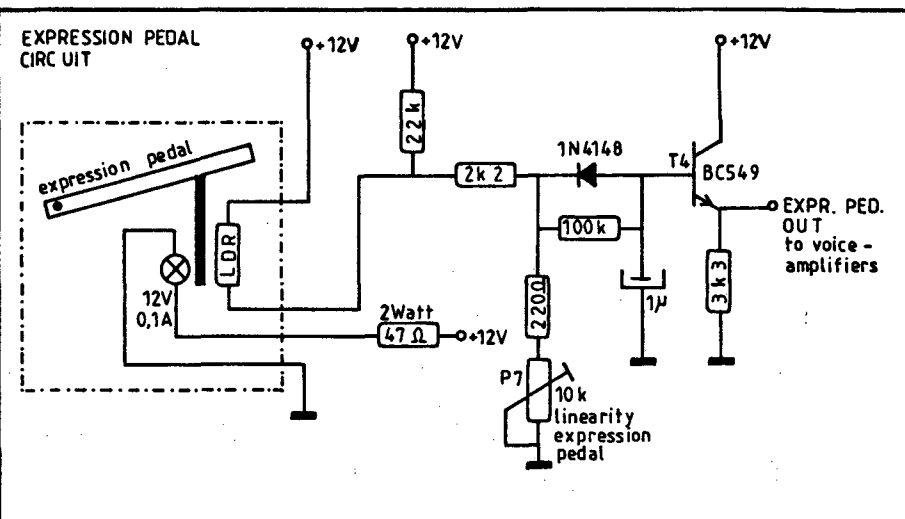 EXPRESSION PEDAL
CIRC UIT
+12V
+12V
+12V
expression pedal
22k
2k2
1N4148
T4
BC549
100k
EXPR. PED.
OUT
to voice-
amplifiers
LDR
12V
0,1A
2Watt
47Ω
+12V
220Ω
1µ
3k3
P7
10k
linearity
expression
pedal